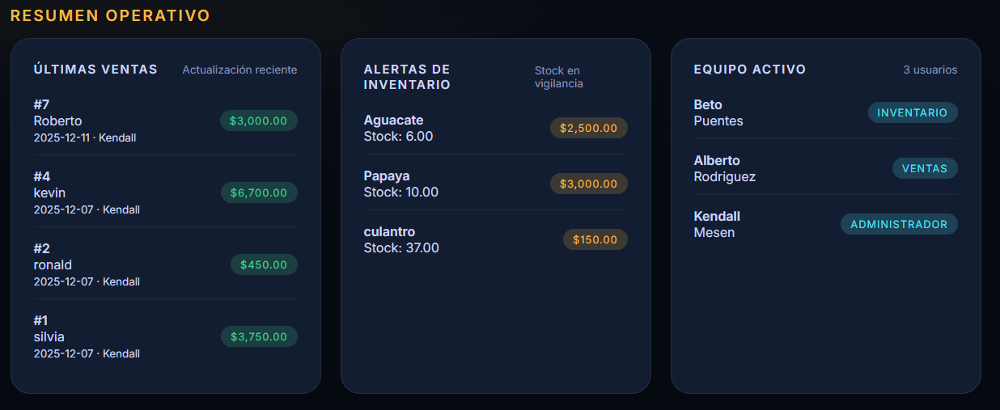 RESUMEN OPERATIVO
ÚLTIMAS VENTAS
Actualización reciente
#7
Roberto
2025-12-11 · Kendall
$3,000.00
#4
kevin
2025-12-07 · Kendall
$6,700.00
#2
ronald
2025-12-07 · Kendall
$450.00
#1
silvia
2025-12-07 · Kendall
$3,750.00
ALERTAS DE
INVENTARIO
Stock en
vigilancia
Aguacate
Stock: 6.00
$2,500.00
Papaya
Stock: 10.00
$3,000.00
culantro
Stock: 37.00
$150.00
EQUIPO ACTIVO
3 usuarios
Beto
Puentes
INVENTARIO
Alberto
Rodriguez
VENTAS
Kendall
Mesen
ADMINISTRADOR